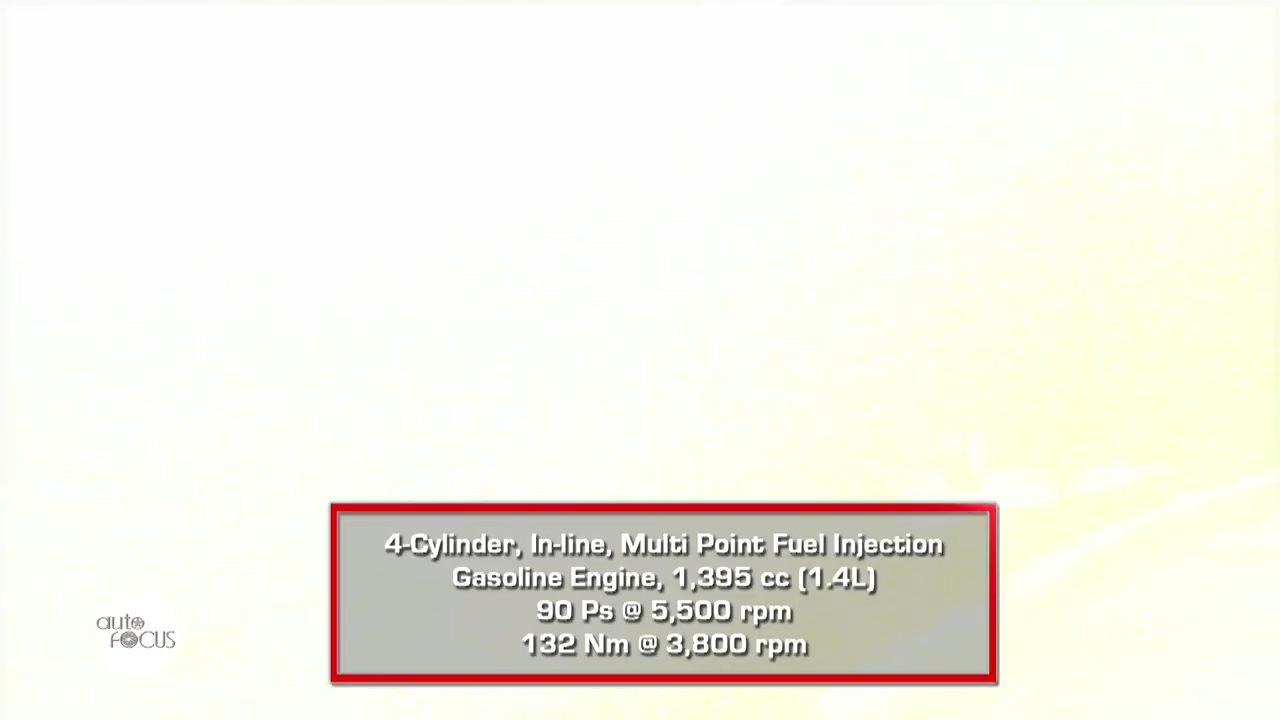 4-Cylinder, In-line, Multi Point Fuel Injection
Gasoline Engine, 1,395 cc (1.4L)
90 Ps @ 5,500 rpm
132 Nm @ 3,800 rpm
auto
FOCUS